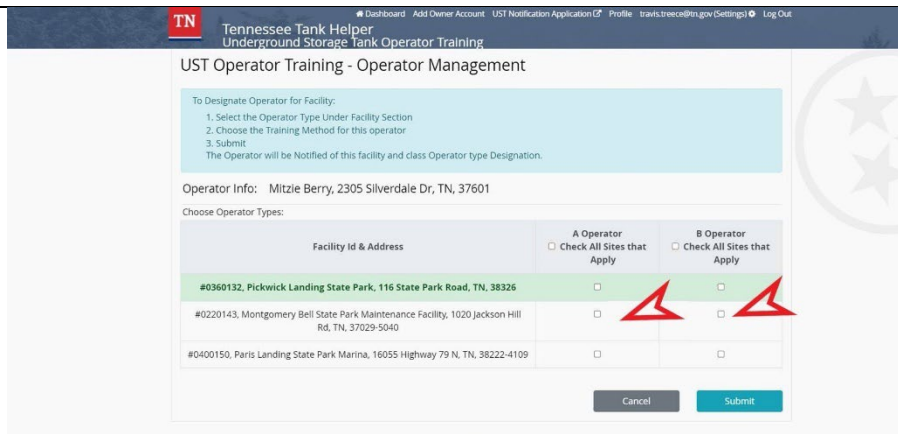 TN
Dashboard Add Owner Account UST Notification Application Profile travis.treece@tn.gov (Settings) Log Out
Tennessee Tank Helper
Underground Storage Tank Operator Training
UST Operator Training - Operator Management
To Designate Operator for Facility:
1. Select the Operator Type Under Facility Section
2. Choose the Training Method for this operator
3. Submit
The Operator will be Notified of this facility and class Operator type Designation.
Operator Info: Mitzie Berry, 2305 Silverdale Dr, TN, 37601
Choose Operator Types:
Facility Id & Address
A Operator
Check All Sites that
Apply
B Operator
Check All Sites that
Apply
#0360132, Pickwick Landing State Park, 116 State Park Road, TN, 38326
#0220143, Montgomery Bell State Park Maintenance Facility, 1020 Jackson Hill
Rd, TN, 37029-5040
#0400150, Paris Landing State Park Marina, 16055 Highway 79 N, TN, 38222-4109
Cancel Submit